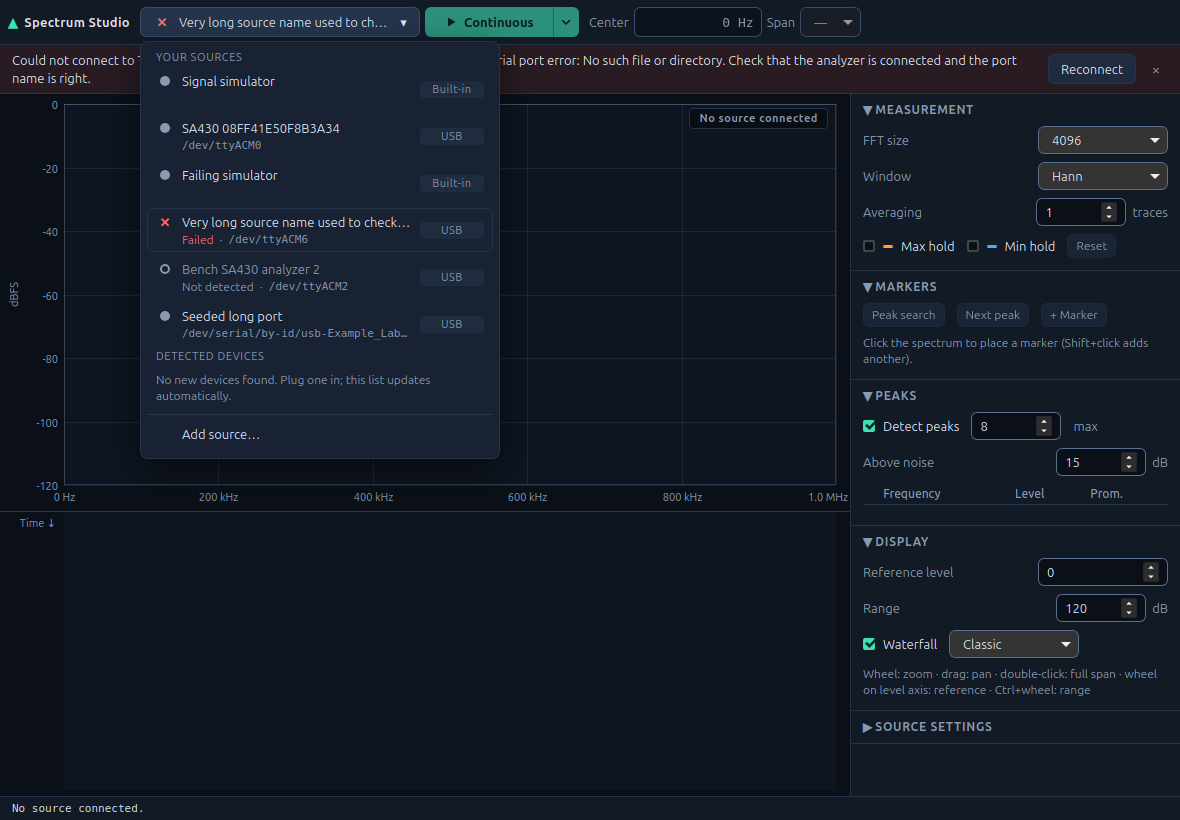 Spectrum Studio
Very long source name used to ch…
Continuous
Center
0 Hz
Span
—
Could not connect to
rial port error: No such file or directory. Check that the analyzer is connected and the port
name is right.
Reconnect
×
YOUR SOURCES
Signal simulator
Built-in
SA430 08FF41E50F8B3A34
/dev/ttyACM0
USB
Failing simulator
Built-in
Very long source name used to check…
Failed · /dev/ttyACM6
USB
Bench SA430 analyzer 2
Not detected · /dev/ttyACM2
USB
Seeded long port
/dev/serial/by-id/usb-Example_Lab…
USB
DETECTED DEVICES
No new devices found. Plug one in; this list updates
automatically.
Add source…
No source connected
dBFS
0
-20
-40
-60
-80
-100
-120
0 Hz
200 kHz
400 kHz
600 kHz
800 kHz
1.0 MHz
Time ↓
MEASUREMENT
FFT size
4096
Window
Hann
Averaging
1
traces
Max hold
Min hold
Reset
MARKERS
Peak search
Next peak
+ Marker
Click the spectrum to place a marker (Shift+click adds
another).
PEAKS
Detect peaks
8
max
Above noise
15
dB
Frequency
Level
Prom.
DISPLAY
Reference level
0
Range
120
dB
Waterfall
Classic
Wheel: zoom · drag: pan · double-click: full span · wheel
on level axis: reference · Ctrl+wheel: range
SOURCE SETTINGS
No source connected.